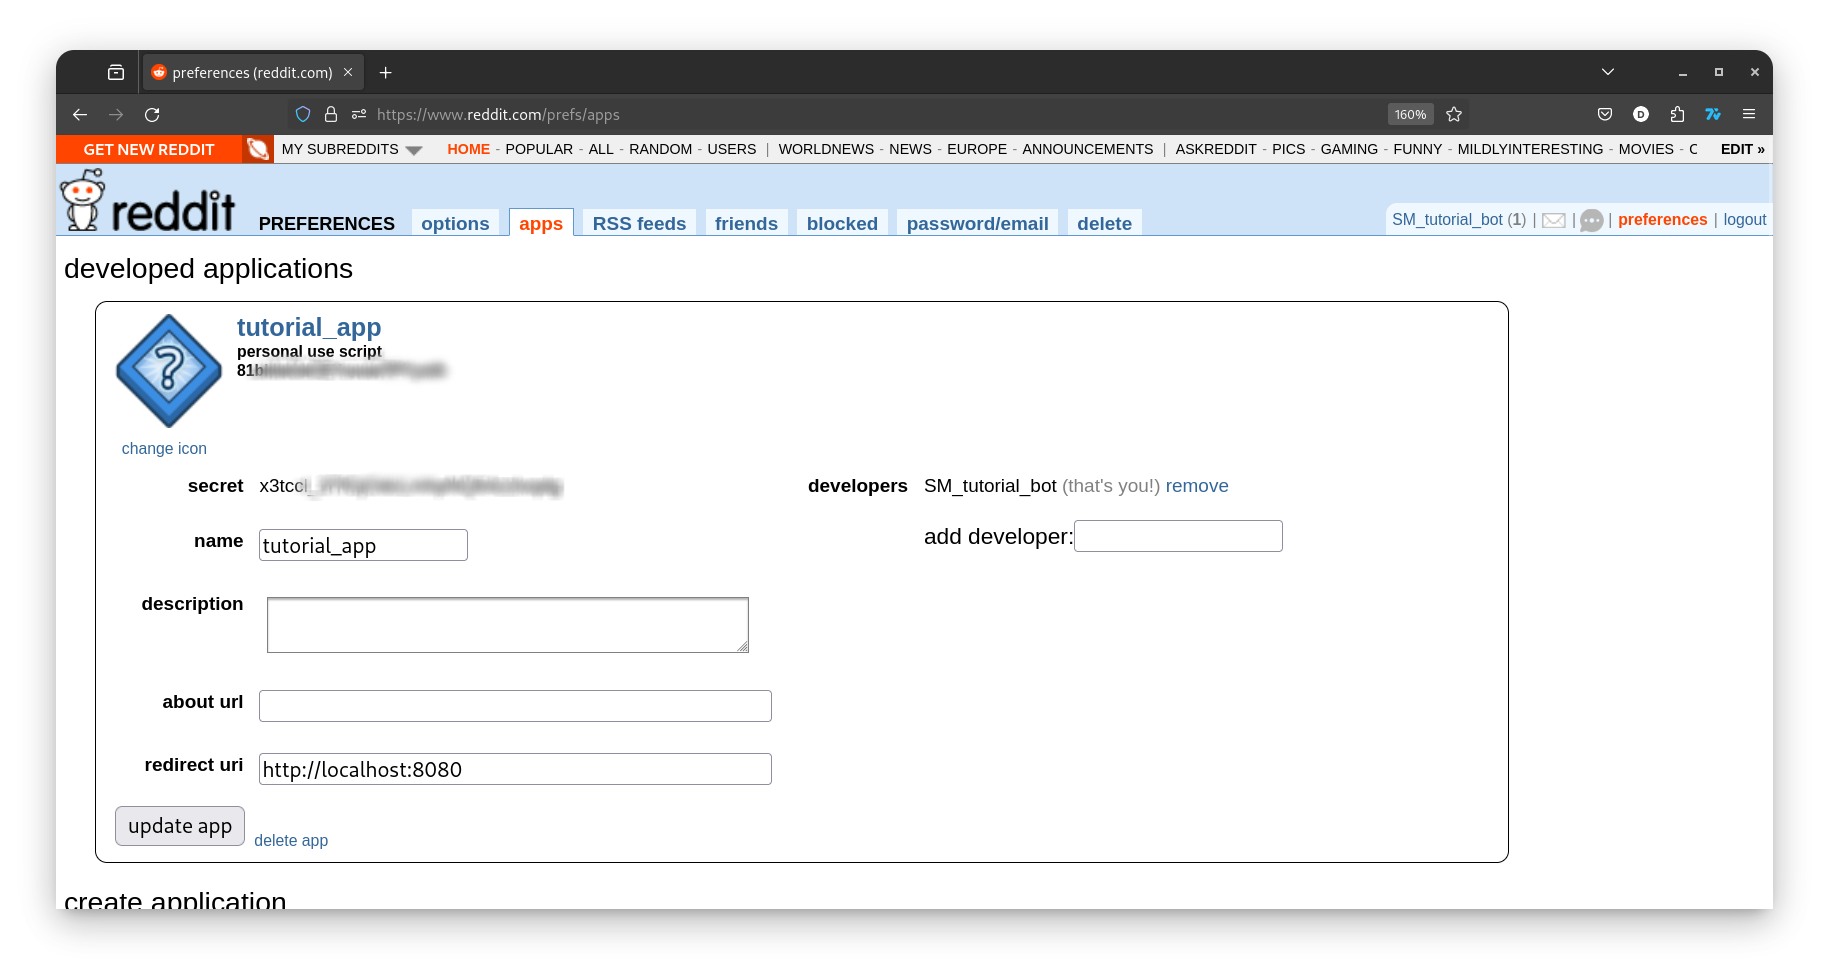 preferences (reddit.com)
https://www.reddit.com/prefs/apps 160%
GET NEW REDDIT MY SUBREDDITS HOME - POPULAR - ALL - RANDOM - USERS | WORLDNEWS - NEWS - EUROPE - ANNOUNCEMENTS | ASKREDDIT - PICS - GAMING - FUNNY - MILDLYINTERESTING - MOVIES - EDIT »
reddit PREFERENCES options apps RSS feeds friends blocked password/email delete SM_tutorial_bot (1) | | | preferences | logout
developed applications
tutorial_app
personal use script
81b
change icon
secret x3tcc developers SM_tutorial_bot (that's you!) remove
name tutorial_app add developer:
description
about url
redirect uri http://localhost:8080
update app delete app
create application